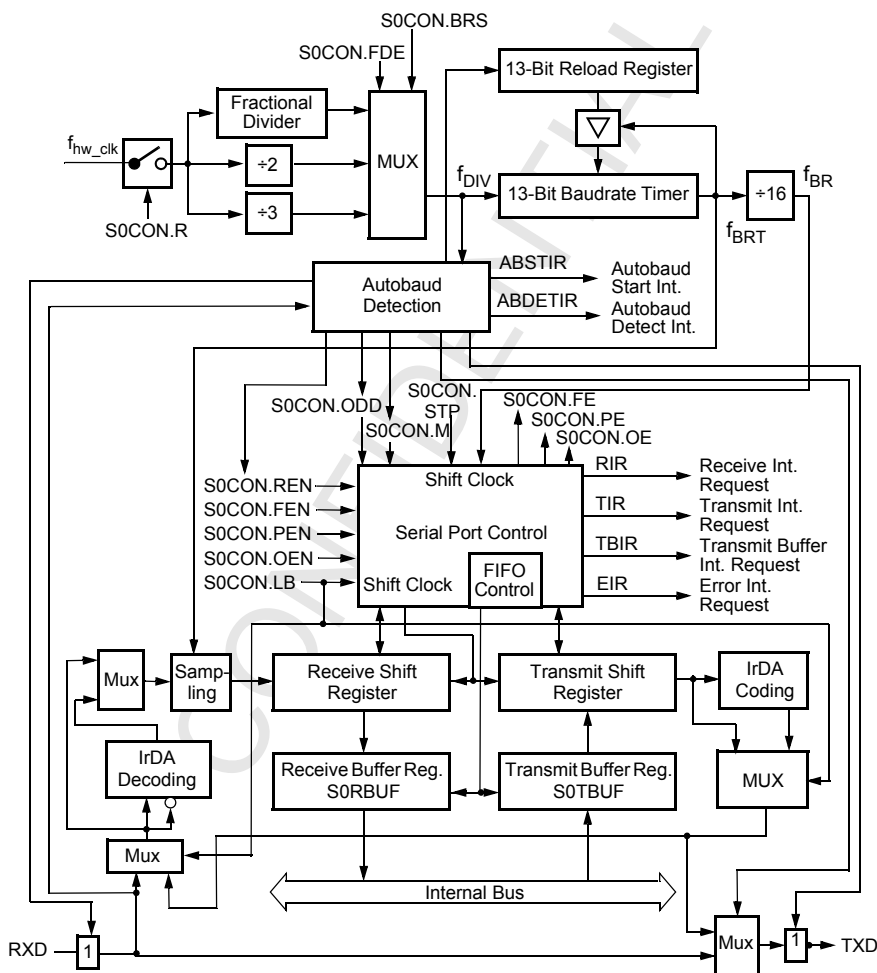 S0CON.BRS
S0CON.FDE
13-Bit Reload Register
Fractional
Divider
MUX
f_hw_clk
÷2
÷3
S0CON.R
f_DIV
13-Bit Baudrate Timer
÷16
f_BR
f_BRT
Autobaud
Detection
ABSTIR
Autobaud
Start Int.
ABDETIR
Autobaud
Detect Int.
S0CON.ODD
S0CON.M
S0CON.
STP
S0CON.FE
S0CON.PE
S0CON.OE
S0CON.REN
S0CON.FEN
S0CON.PEN
S0CON.OEN
S0CON.LB
Shift Clock
Serial Port Control
Shift Clock
FIFO
Control
RIR
Receive Int.
Request
TIR
Transmit Int.
Request
TBIR
Transmit Buffer
Int. Request
EIR
Error Int.
Request
Mux
Samp-
ling
Receive Shift
Register
Transmit Shift
Register
IrDA
Coding
IrDA
Decoding
Receive Buffer Reg.
S0RBUF
Transmit Buffer Reg.
S0TBUF
MUX
Mux
Internal Bus
RXD
1
Mux
1
TXD
CONFIDENTIAL